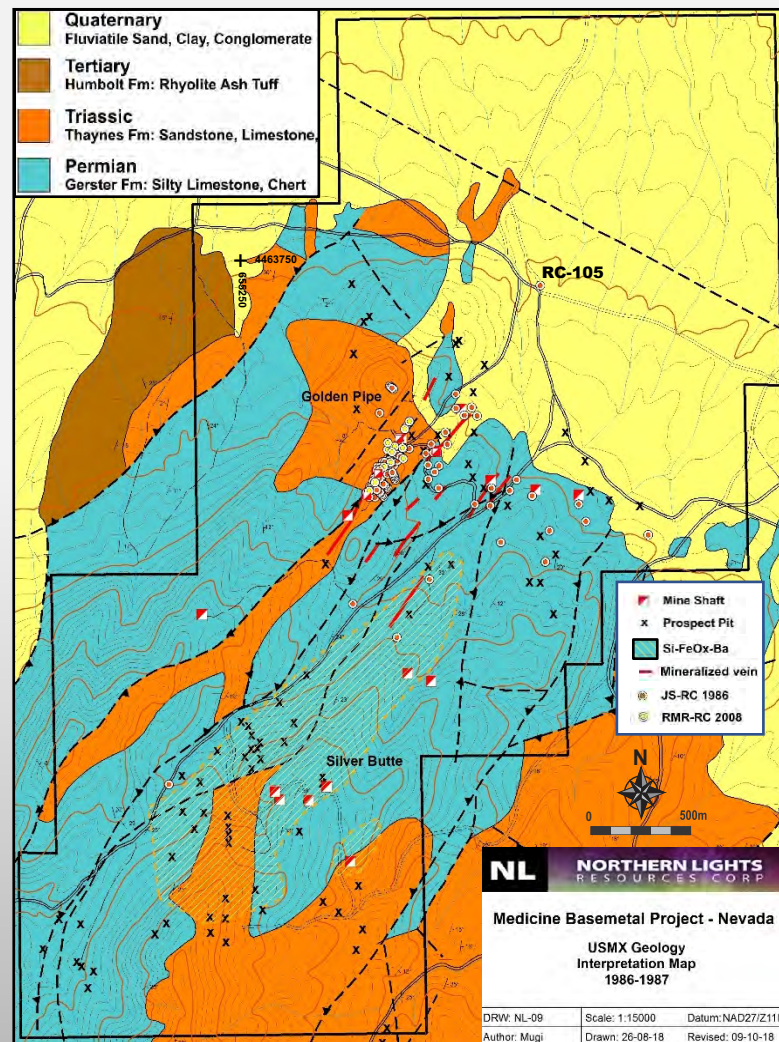 Quaternary
Fluviatile Sand, Clay, Conglomerate
Tertiary
Humbolt Fm: Rhyolite Ash Tuff
Triassic
Thaynes Fm: Sandstone, Limestone,
Permian
Gerster Fm: Silty Limestone, Chert
4463750
656250
RC-105
Golden Pipe
Mine Shaft
x Prospect Pit
Si-FeOx-Ba
Mineralized vein
JS-RC 1986
RMR-RC 2008
Silver Butte
N
0 500m
NL NORTHERN LIGHTS
RESOURCES CORP
Medicine Basemetal Project - Nevada
USMX Geology
Interpretation Map
1986-1987
DRW: NL-09 Scale: 1:15000 Datum:NAD27/Z11
Author: Mugi Drawn: 26-08-18 Revised: 09-10-18